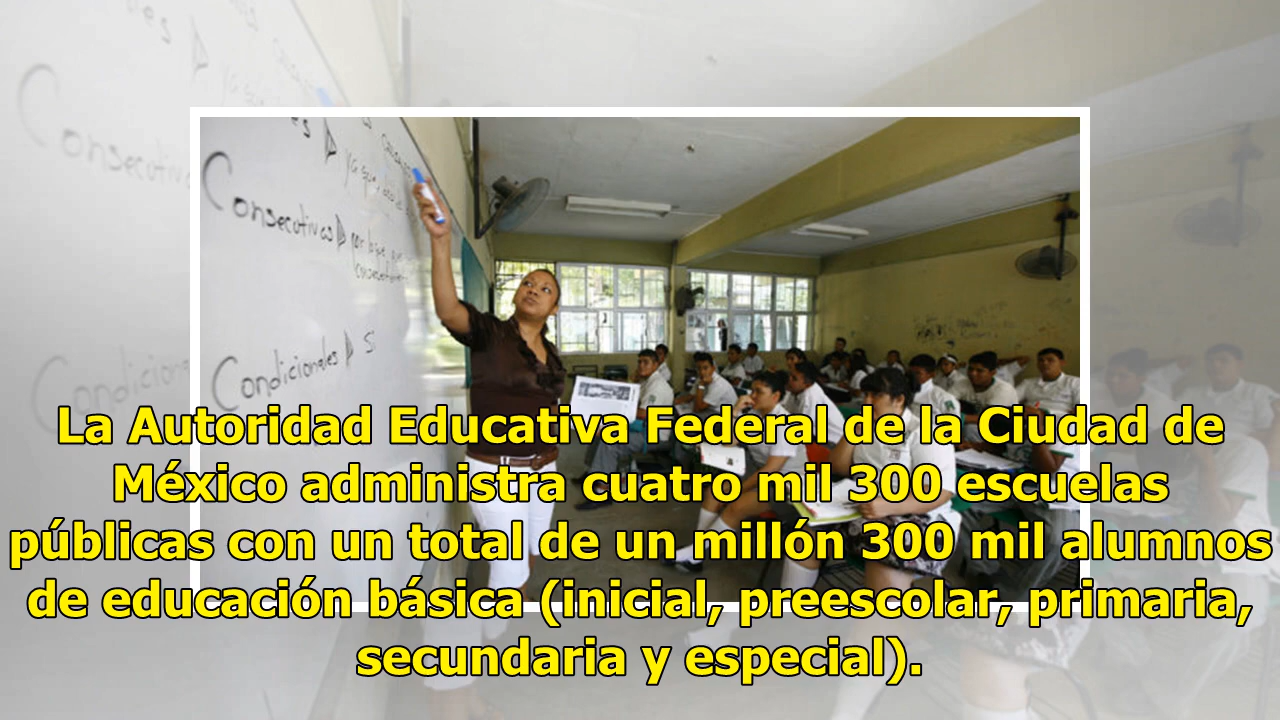 Consecutivas
Condicionales
La Autoridad Educativa Federal de la Ciudad de
México administra cuatro mil 300 escuelas
públicas con un total de un millón 300 mil alumnos
de educación básica (inicial, preescolar, primaria,
secundaria y especial).